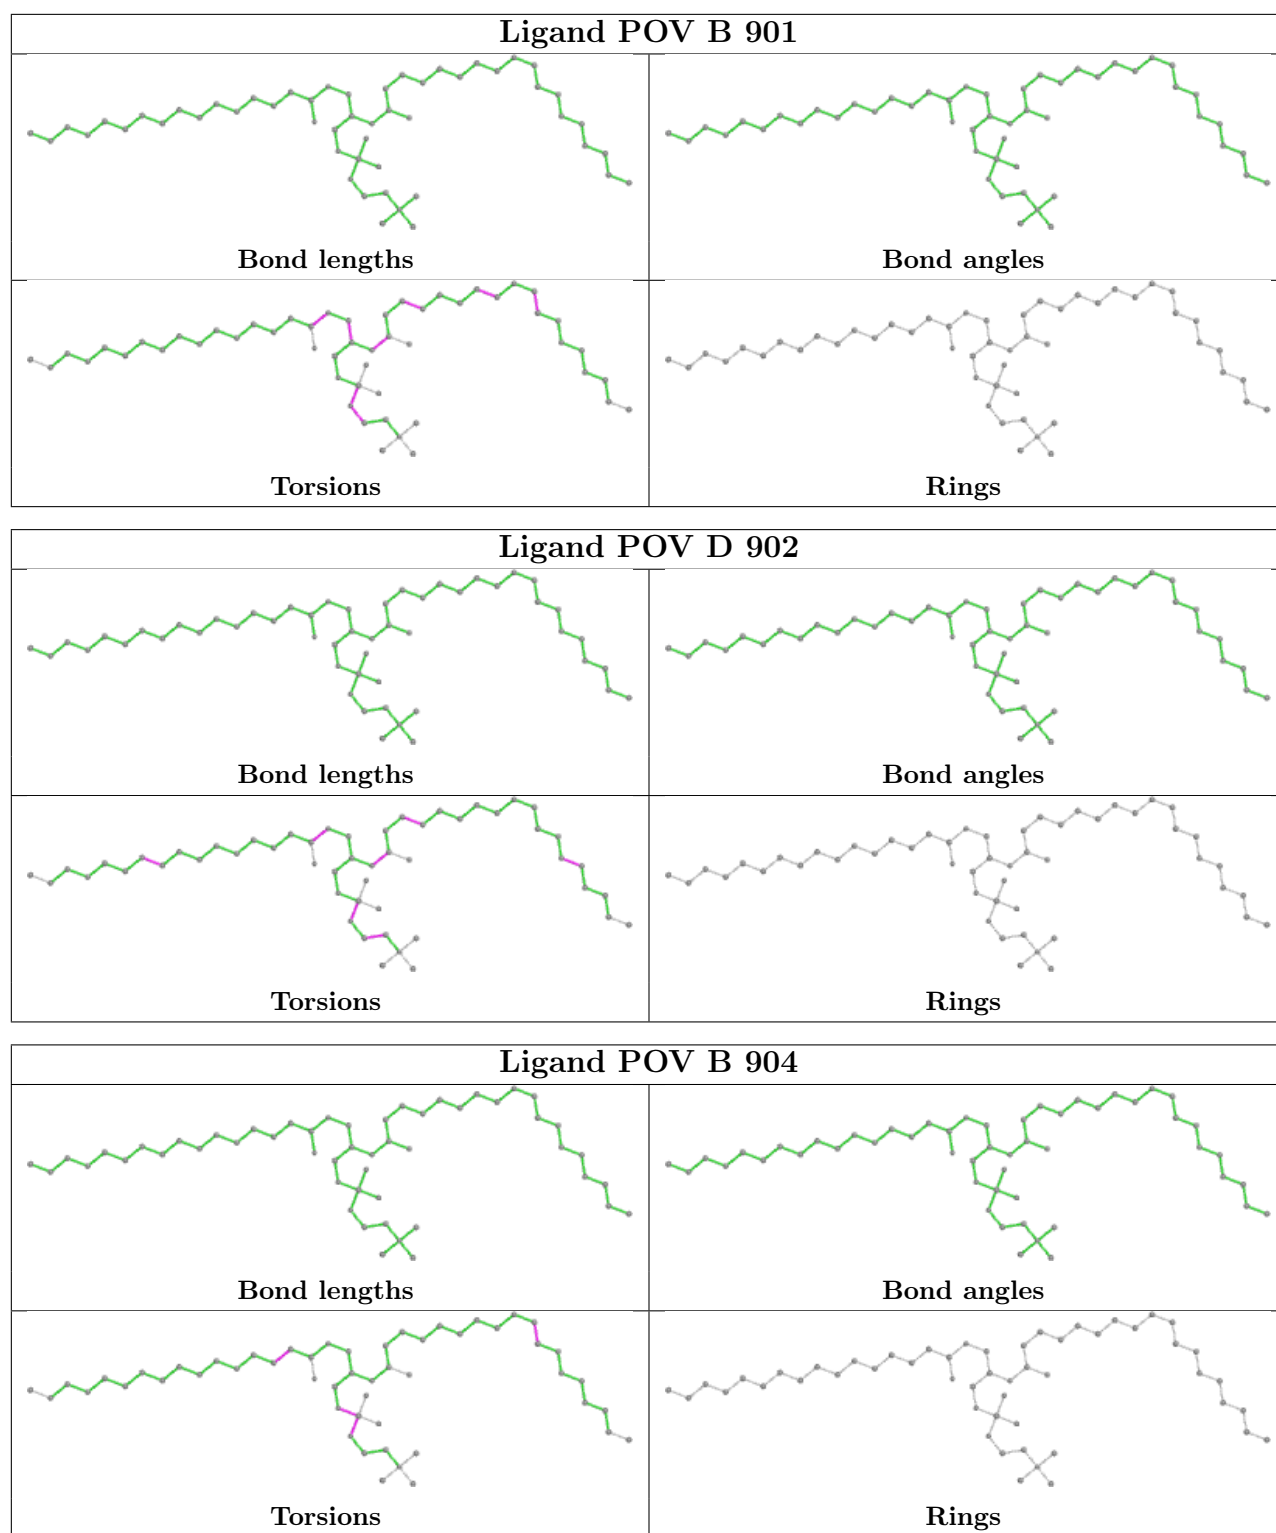 Ligand POV B 901
Bond lengths
Bond angles
Torsions
Rings
Ligand POV D 902
Bond lengths
Bond angles
Torsions
Rings
Ligand POV B 904
Bond lengths
Bond angles
Torsions
Rings